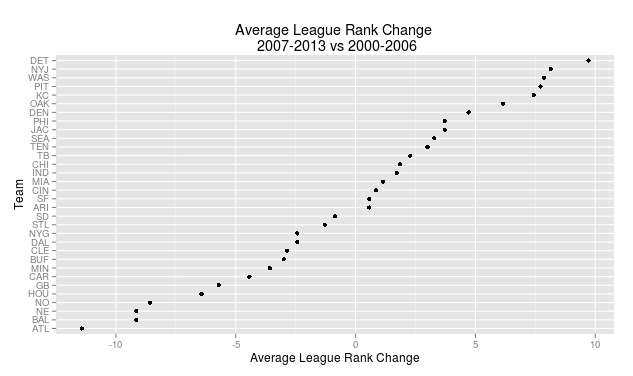 Average League Rank Change
2007-2013 vs 2000-2006
Team
DET
NYJ
WAS
PIT
KC
OAK
DEN
PHI
JAC
SEA
TEN
TB
CHI
IND
MIA
CIN
SF
ARI
SD
STL
NYG
DAL
CLE
BUF
MIN
CAR
GB
HOU
NO
NE
BAL
ATL
-10 -5 0 5 10
Average League Rank Change